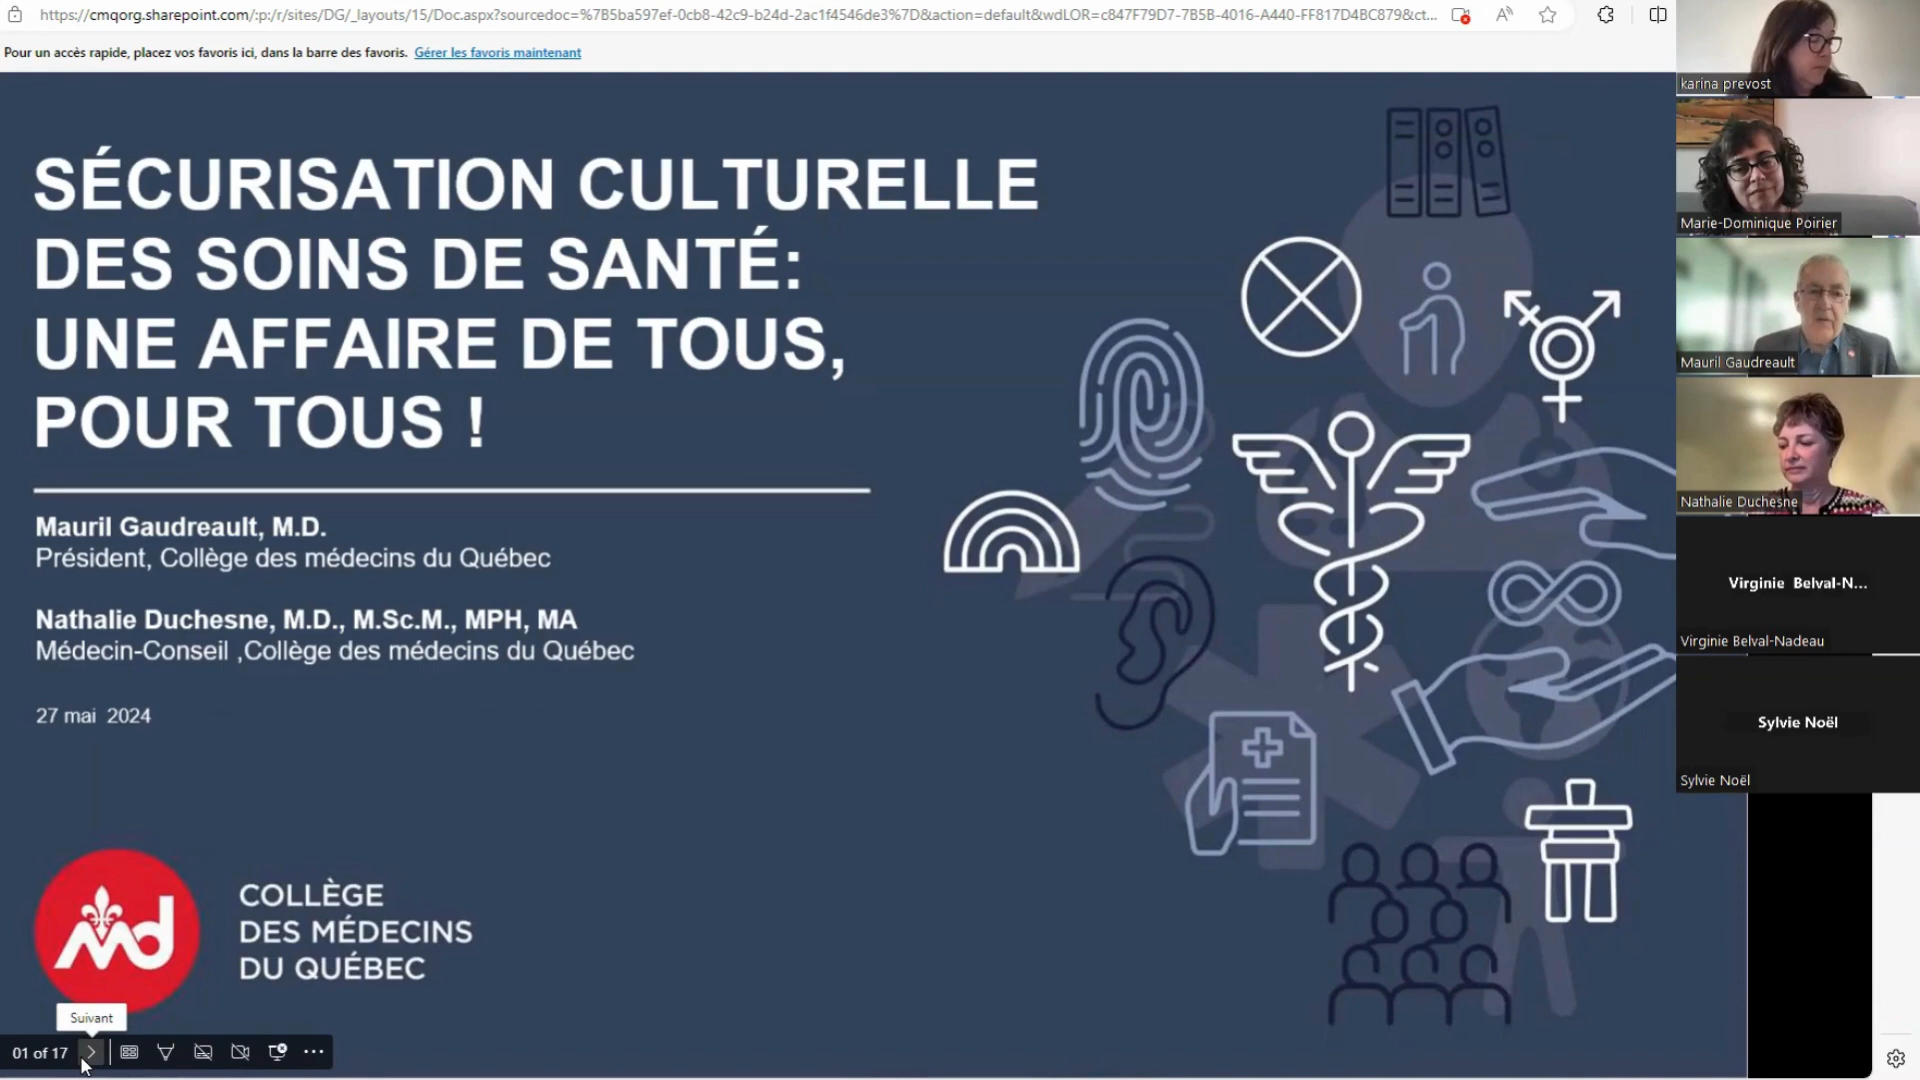 https://cmqorg.sharepoint.com/:p:/r/sites/DG/_layouts/15/Doc.aspx?sourcedoc=%7B5ba597ef-0cb8-42c9-b24d-2ac1f4546de3%7D&action=default&wdLOR=c847F79D7-7B5B-4016-A440-FF817D4BC879&ct...
Pour un accès rapide, placez vos favoris ici, dans la barre des favoris. Gérer les favoris maintenant
SÉCURISATION CULTURELLE
DES SOINS DE SANTÉ:
UNE AFFAIRE DE TOUS,
POUR TOUS !
Mauril Gaudreault, M.D.
Président, Collège des médecins du Québec
Nathalie Duchesne, M.D., M.Sc.M., MPH, MA
Médecin-Conseil ,Collège des médecins du Québec
27 mai 2024
Md
COLLÈGE
DES MÉDECINS
DU QUÉBEC
Suivant
01 of 17
karina prevost
Marie-Dominique Poirier
Mauril Gaudreault
Nathalie Duchesne
Virginie Belval-N...
Virginie Belval-Nadeau
Sylvie Noël
Sylvie Noël